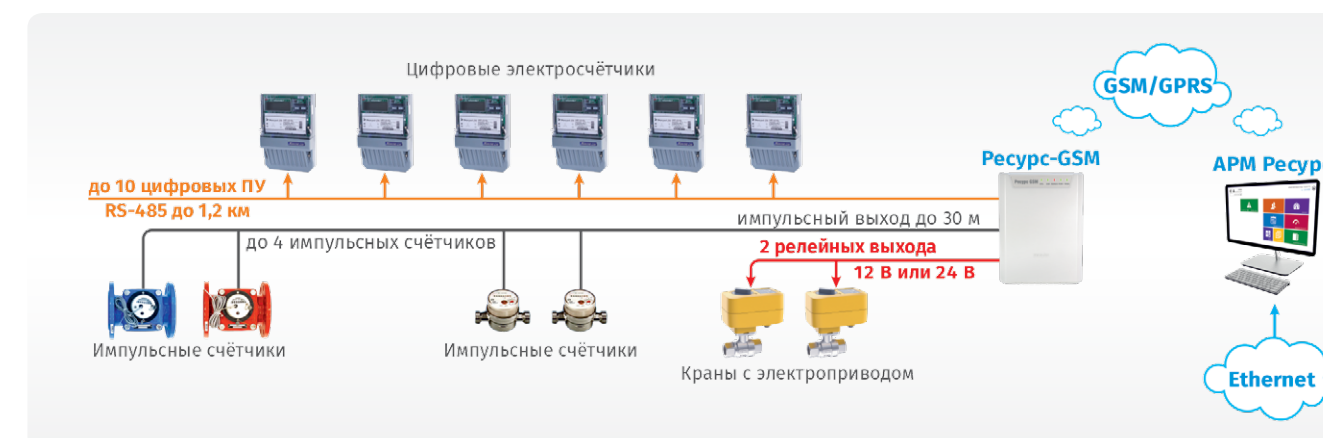 Цифровые электросчётчики
GSM/GPRS
Ресурс-GSM
АРМ Ресур
до 10 цифровых ПУ
RS-485 до 1,2 км
импульсный выход до 30 м
до 4 импульсных счётчиков
2 релейных выхода
12 В или 24 В
Импульсные счётчики
Импульсные счётчики
Краны с электроприводом
Ethernet